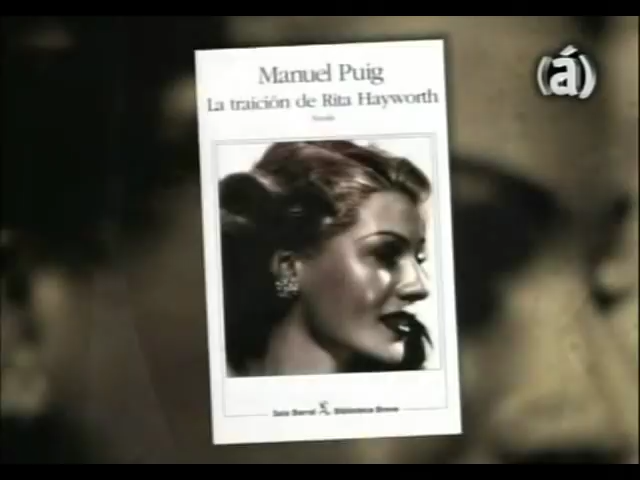 Manuel Puig
La traición de Rita Hayworth
Novela
Seix Barral Biblioteca Breve
(á)